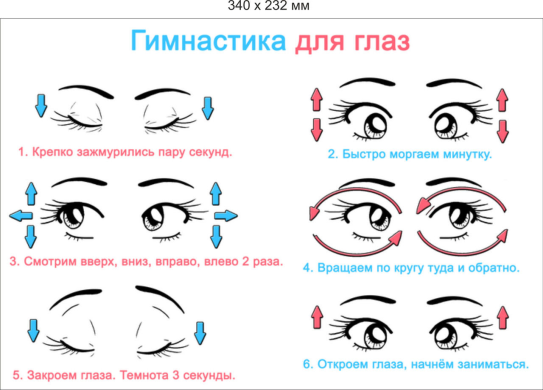 340 x 232 мм
Гимнастика для глаз
1. Крепко зажмурились пару секунд.
2. Быстро моргаем минутку.
3. Смотрим вверх, вниз, вправо, влево 2 раза.
4. Вращаем по кругу туда и обратно.
5. Закроем глаза. Темнота 3 секунды.
6. Откроем глаза, начнём заниматься.